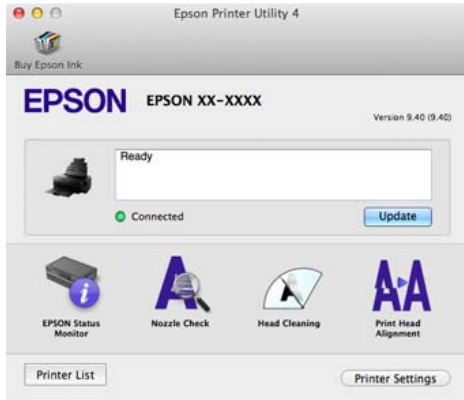 Epson Printer Utility 4
Buy Epson Ink
EPSON EPSON XX-XXXX
Version 9.40 (9.40)
Ready
Connected
Update
EPSON Status
Monitor
Nozzle Check
Head Cleaning
Print Head
Alignment
Printer List
Printer Settings